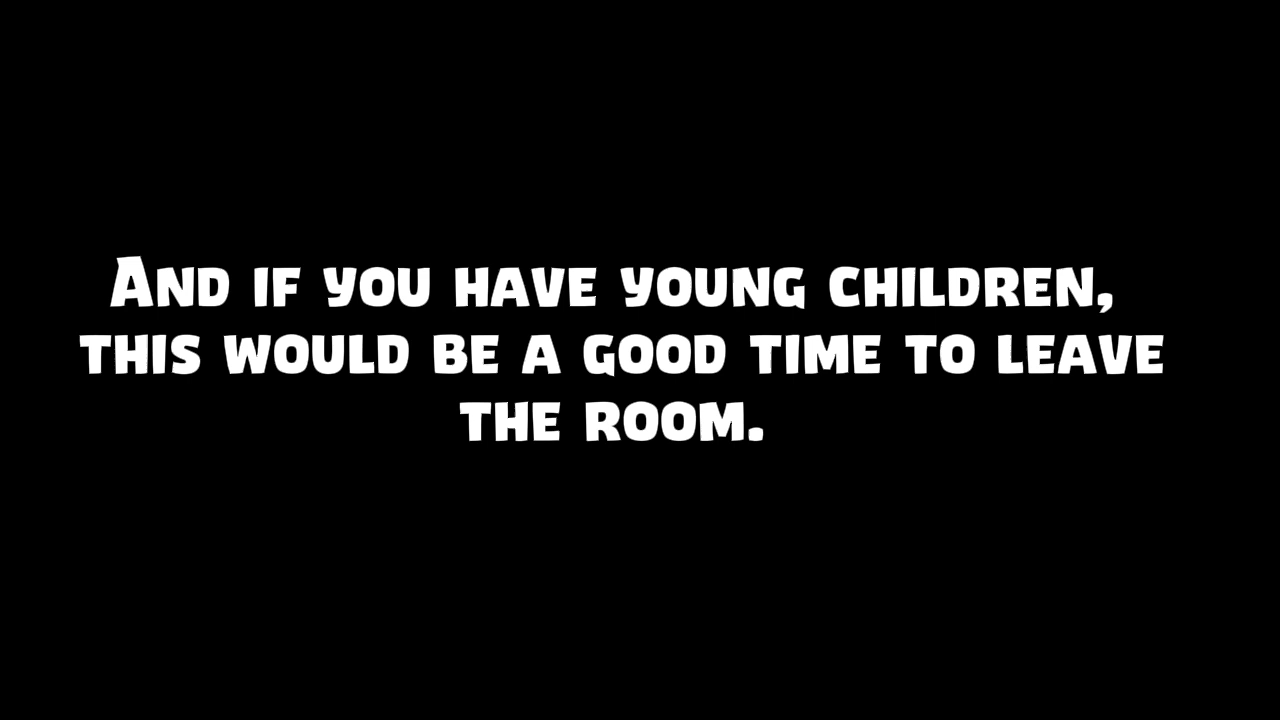 And if you have young children,
this would be a good time to leave
the room.